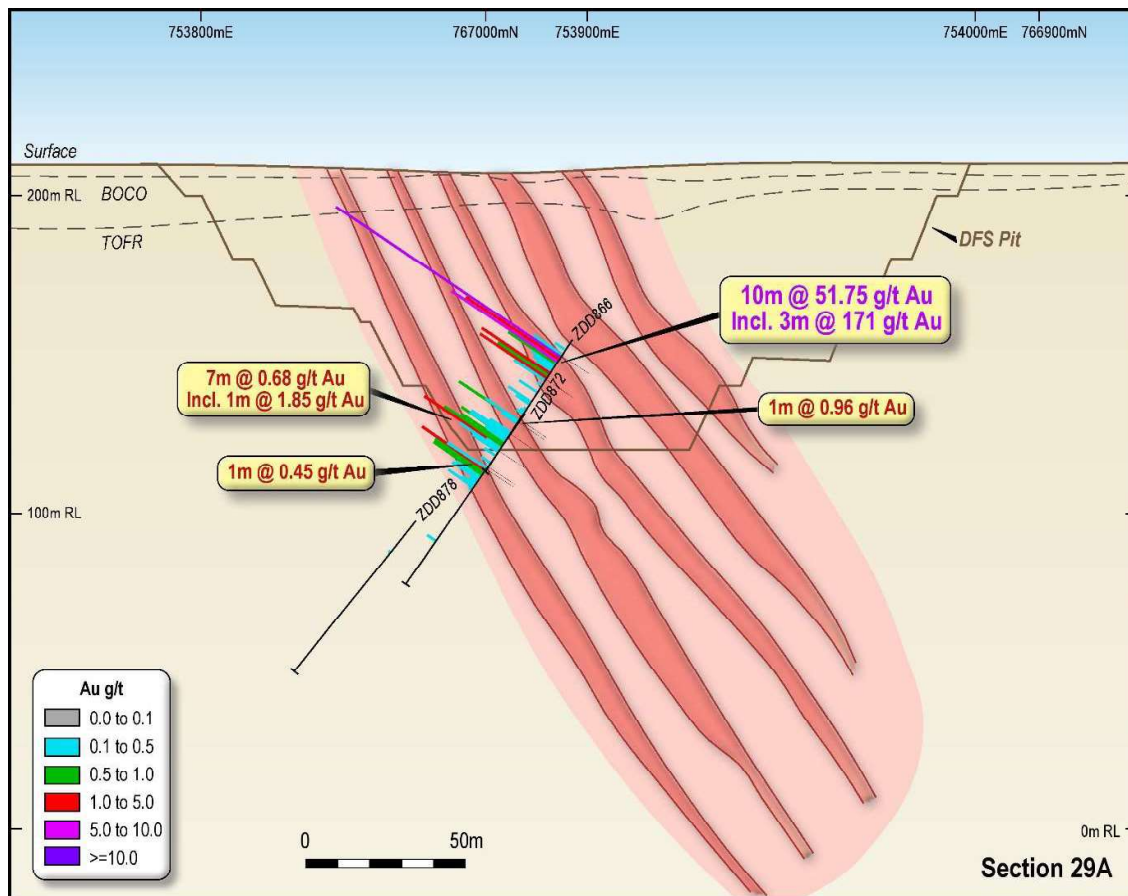 753800mE
767000mN
753900mE
754000mE
766900mN
Surface
200m RL
BOCO
TOFR
DFS Pit
ZDD866
10m @ 51.75 g/t Au
Incl. 3m @ 171 g/t Au
7m @ 0.68 g/t Au
Incl. 1m @ 1.85 g/t Au
ZDD872
1m @ 0.96 g/t Au
1m @ 0.45 g/t Au
ZDD878
100m RL
Au g/t
0.0 to 0.1
0.1 to 0.5
0.5 to 1.0
1.0 to 5.0
5.0 to 10.0
>=10.0
0
50m
0m RL
Section 29A